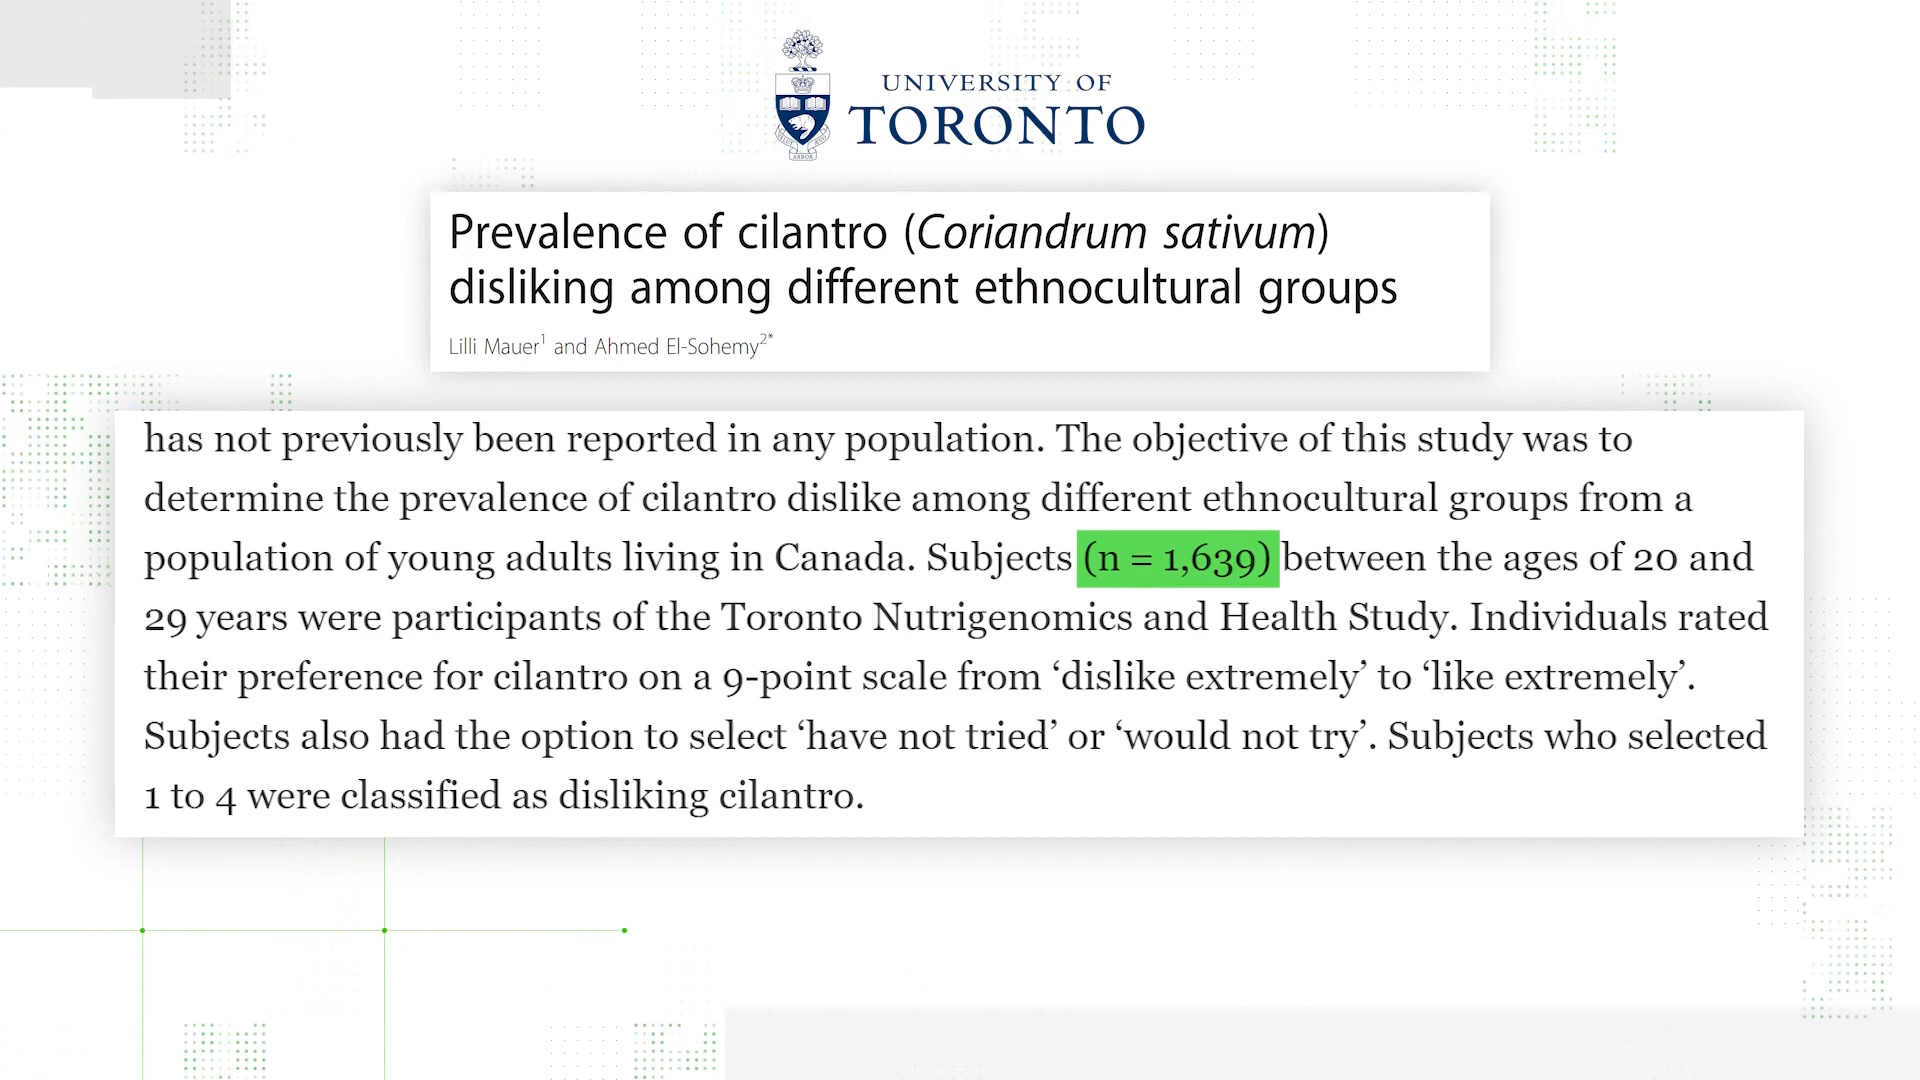 UNIVERSITY OF
TORONTO
ARBOR
Prevalence of cilantro (Coriandrum sativum)
disliking among different ethnocultural groups
Lilli Mauer1 and Ahmed El-Sohemy2*
has not previously been reported in any population. The objective of this study was to
determine the prevalence of cilantro dislike among different ethnocultural groups from a
population of young adults living in Canada. Subjects (n = 1,639) between the ages of 20 and
29 years were participants of the Toronto Nutrigenomics and Health Study. Individuals rated
their preference for cilantro on a 9-point scale from ‘dislike extremely’ to ‘like extremely’.
Subjects also had the option to select ‘have not tried’ or ‘would not try’. Subjects who selected
1 to 4 were classified as disliking cilantro.